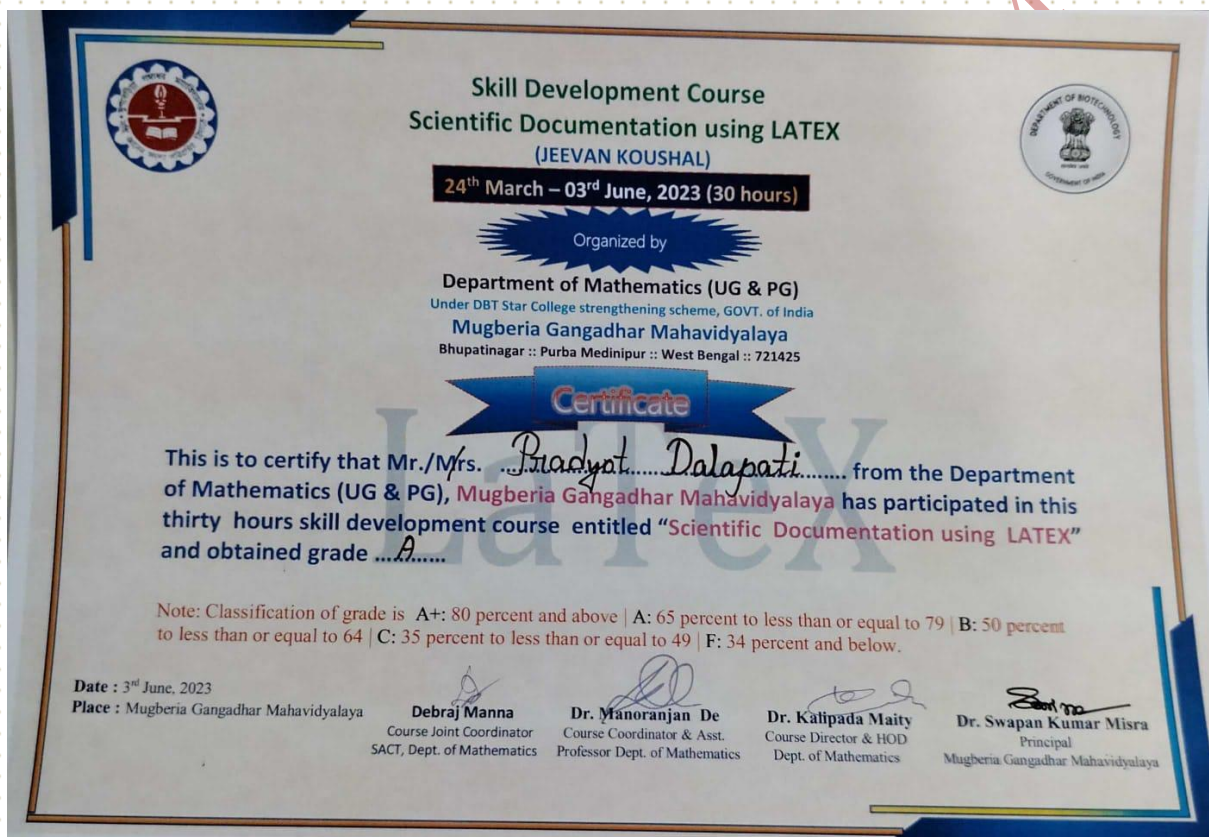 Skill Development Course
Scientific Documentation using LATEX
(JEEVAN KOUSHAL)
24th March – 03rd June, 2023 (30 hours)
DEPARTMENT OF BIOTECHNOLOGY
GOVERNMENT OF INDIA
Organized by
Department of Mathematics (UG & PG)
Under DBT Star College strengthening scheme, GOVT. of India
Mugberia Gangadhar Mahavidyalaya
Bhupatinagar :: Purba Medinipur :: West Bengal :: 721425
Certificate
LaTeX
This is to certify that Mr./Mrs. ....Pradyot......Dalapati....... from the Department
of Mathematics (UG & PG), Mugberia Gangadhar Mahavidyalaya has participated in this
thirty hours skill development course entitled “Scientific Documentation using LATEX”
and obtained grade ...A......
Note: Classification of grade is A+: 80 percent and above | A: 65 percent to less than or equal to 79 | B: 50 percent
to less than or equal to 64 | C: 35 percent to less than or equal to 49 | F: 34 percent and below.
Date : 3rd June, 2023
Place : Mugberia Gangadhar Mahavidyalaya
Debraj Manna
Course Joint Coordinator
SACT, Dept. of Mathematics
Dr. Manoranjan De
Course Coordinator & Asst.
Professor Dept. of Mathematics
Dr. Kalipada Maity
Course Director & HOD
Dept. of Mathematics
Dr. Swapan Kumar Misra
Principal
Mugberia Gangadhar Mahavidyalaya